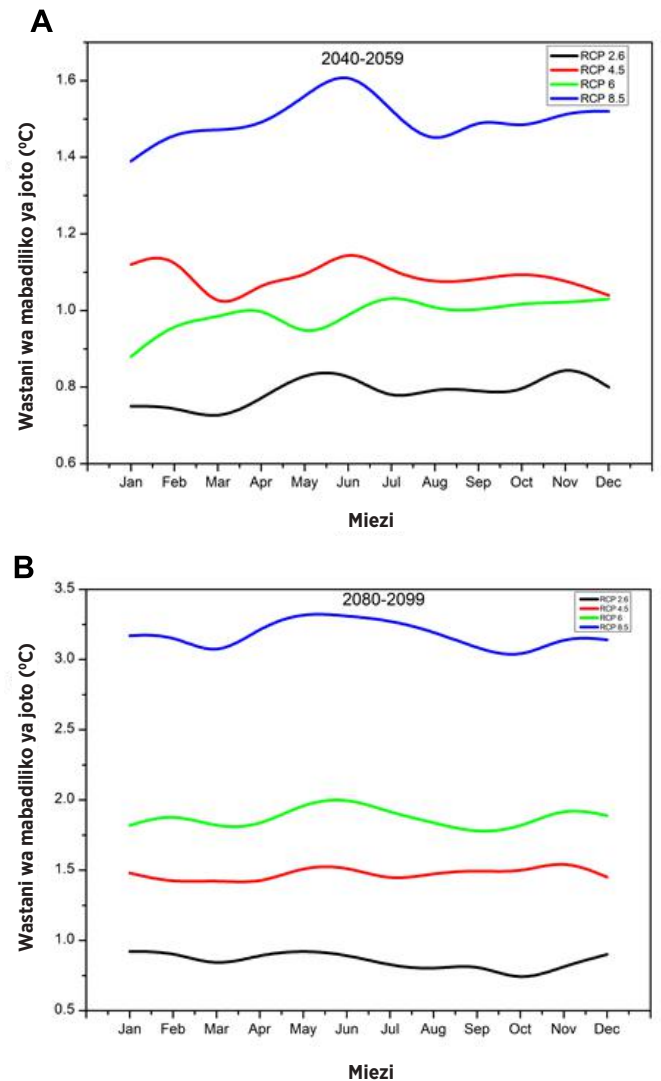 A
2040-2059
RCP 2.6
RCP 4.5
RCP 6
RCP 8.5
Wastani wa mabadiliko ya joto (⁰C)
1.6
1.4
1.2
1.0
0.8
0.6
Jan Feb Mar Apr May Jun Jul Aug Sep Oct Nov Dec
Miezi
B
2080-2099
RCP 2.6
RCP 4.5
RCP 6
RCP 8.5
Wastani wa mabadiliko ya joto (⁰C)
3.5
3.0
2.5
2.0
1.5
1.0
0.5
Jan Feb Mar Apr May Jun Jul Aug Sep Oct Nov Dec
Miezi